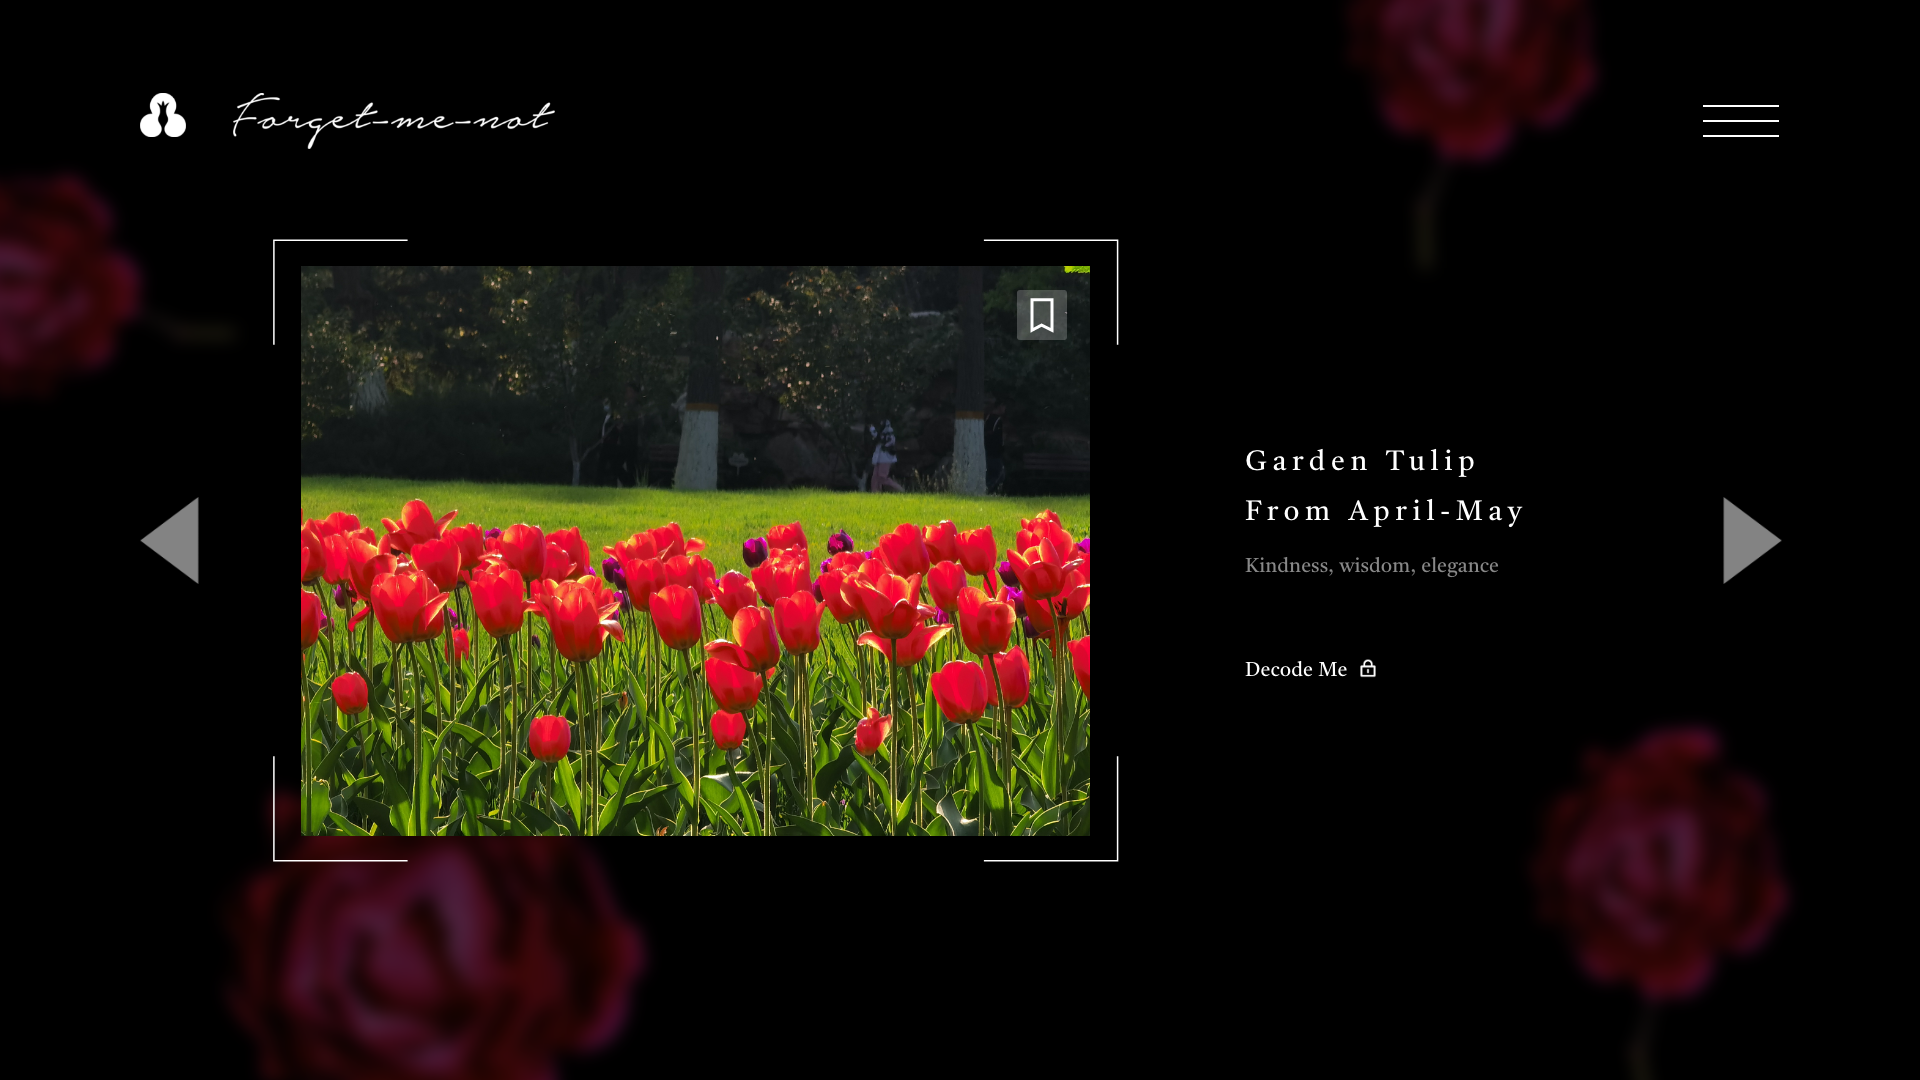 Forget-me-not
Garden Tulip
From April-May
Kindness, wisdom, elegance
Decode Me